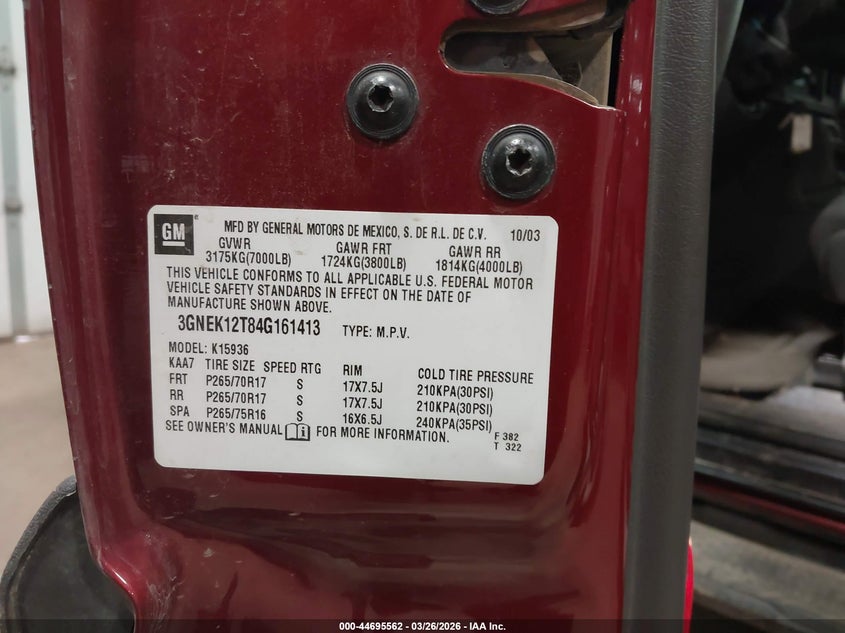 GM ® MFD BY GENERAL MOTORS DE MEXICO, S. DE R.L. DE C.V. 10/03
GVWR GAWR FRT GAWR RR
3175KG(7000LB) 1724KG(3800LB) 1814KG(4000LB)
THIS VEHICLE CONFORMS TO ALL APPLICABLE U.S. FEDERAL MOTOR
VEHICLE SAFETY STANDARDS IN EFFECT ON THE DATE OF
MANUFACTURE SHOWN ABOVE.
3GNEK12T84G161413 TYPE: M.P.V.
MODEL: K15936
KAA7 TIRE SIZE SPEED RTG RIM COLD TIRE PRESSURE
FRT P265/70R17 S 17X7.5J 210KPA(30PSI)
RR P265/70R17 S 17X7.5J 210KPA(30PSI)
SPA P265/75R16 S 16X6.5J 240KPA(35PSI)
SEE OWNER'S MANUAL FOR MORE INFORMATION.
F 382
T 322
000-44695562 | 03/26/2026 - IAA Inc.